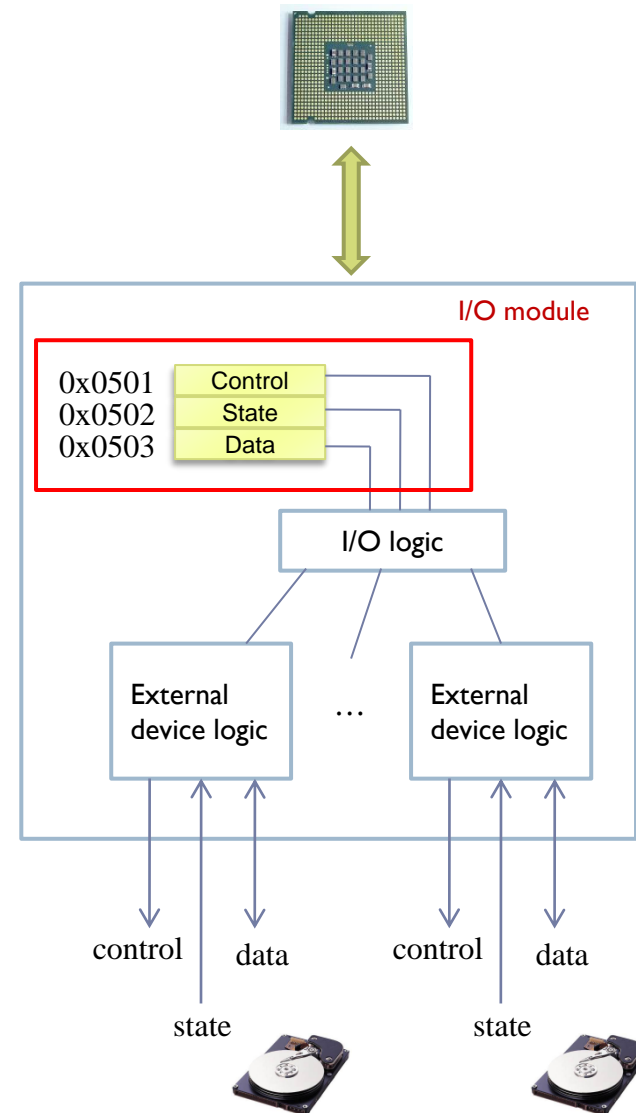 I/O module
0x0501 Control
0x0502 State
0x0503 Data
I/O logic
External device logic
…
External device logic
control
data
control
data
state
state